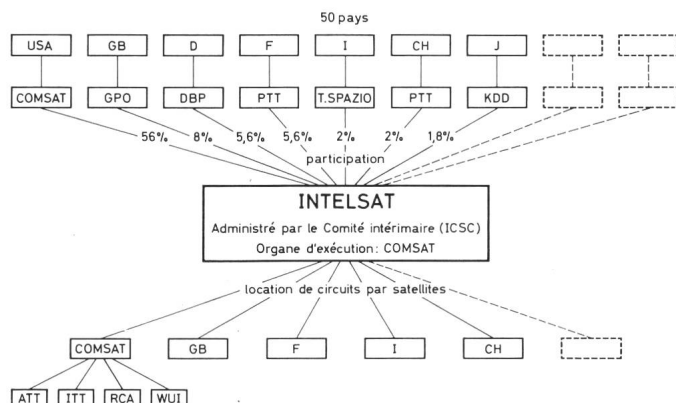 50 pays
USA GB D F I CH J
COMSAT GPO DBP PTT T.SPAZIO PTT KDD
56% 8% 5,6% 5,6% 2% 2% 1,8%
participation
INTELSAT
Administré par le Comité intérimaire (ICSC)
Organe d'exécution: COMSAT
location de circuits par satellites
COMSAT GB F I CH
ATT ITT RCA WUI